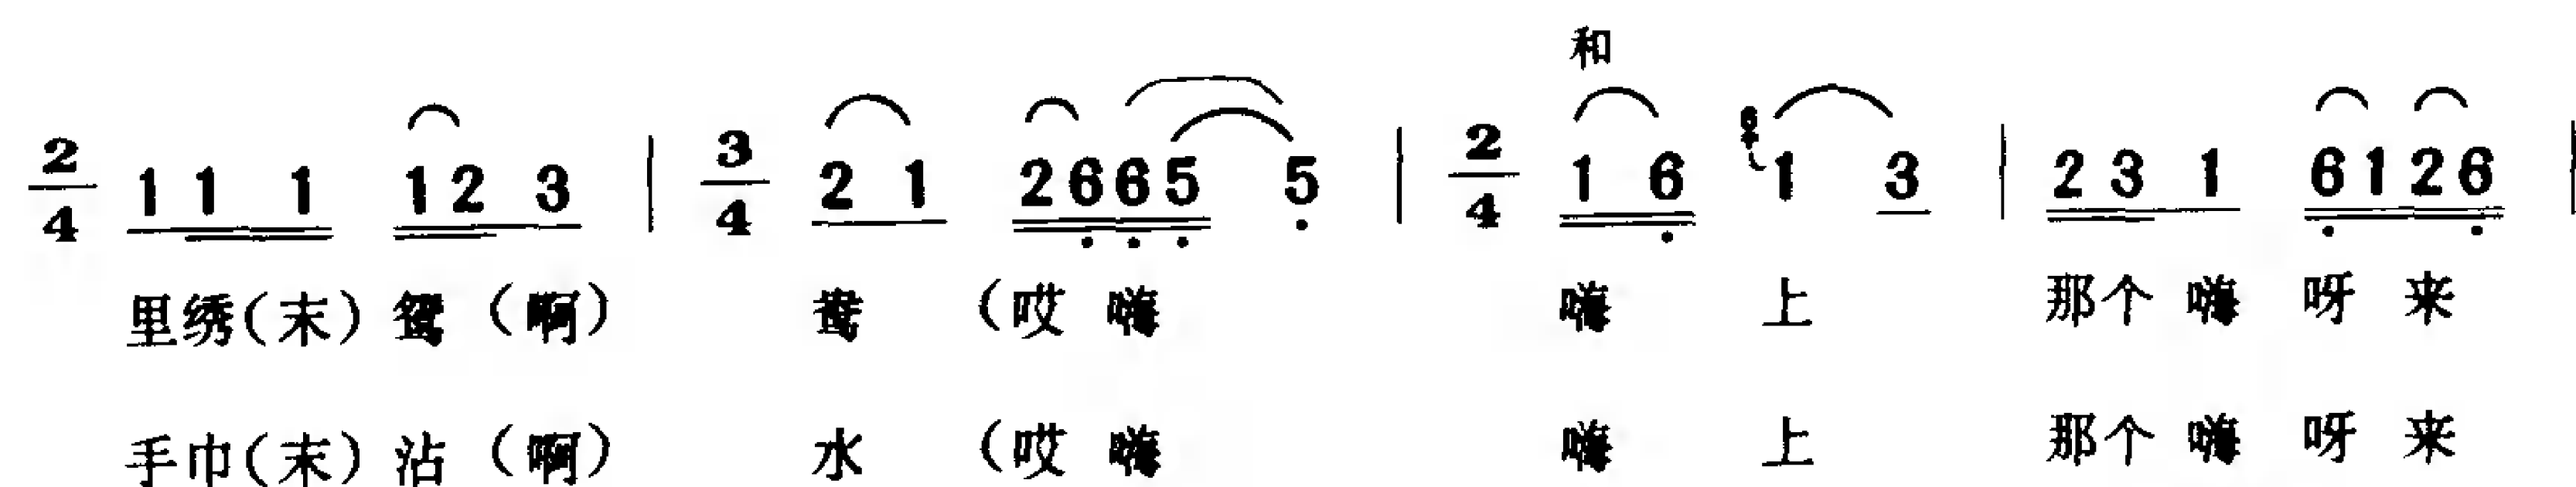 和
2/4 1 1 1 1 2 3 | 3/4 2 1 2 6 6 5 5 | 2/4 1 6 6 1 3 | 2 3 1 6 1 2 6 |
里绣(末)鸳(啊) 鸯 (哎 嗨 嗨 上 那个 嗨 呀 来
手巾(末)沾(啊) 水 (哎 嗨 嗨 上 那个 嗨 呀 来